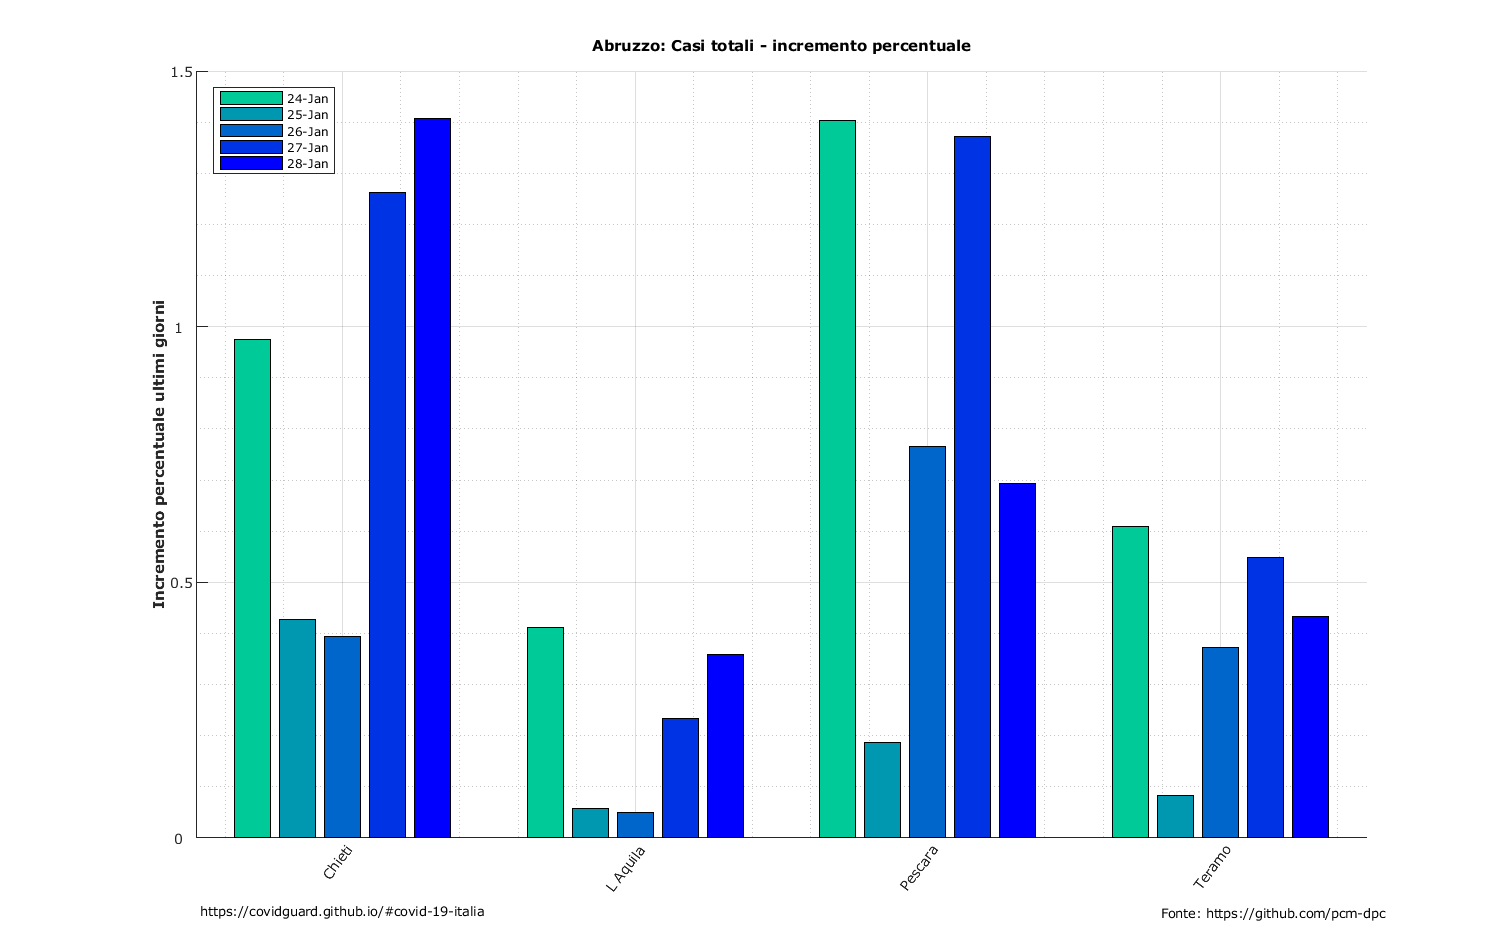 Abruzzo: Casi totali - incremento percentuale
1.5
24-Jan
25-Jan
26-Jan
27-Jan
28-Jan
1
0.5
0
Incremento percentuale ultimi giorni
Chieti
L Aquila
Pescara
Teramo
https://covidguard.github.io/#covid-19-italia
Fonte: https://github.com/pcm-dpc